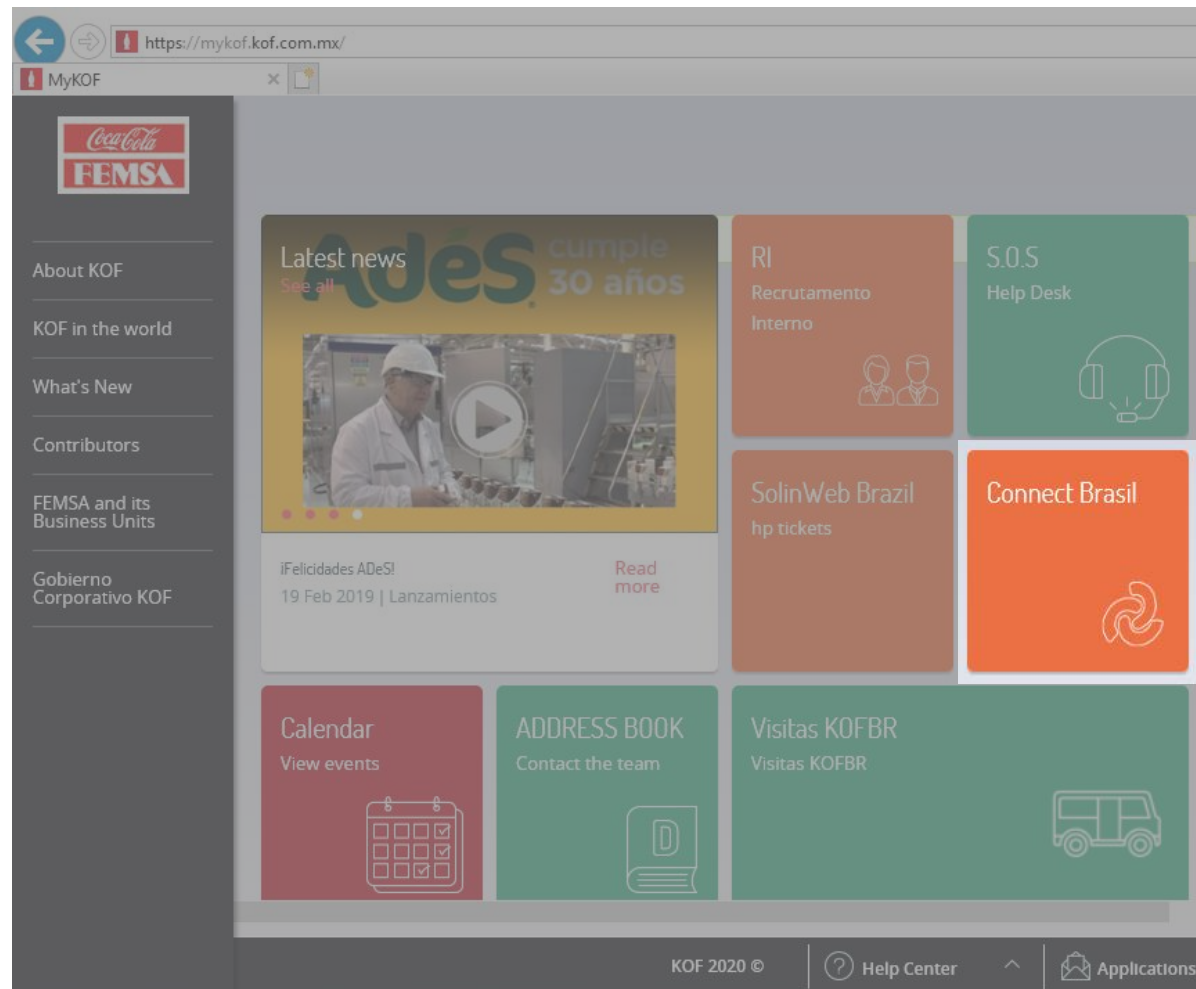 https://mykof.kof.com.mx/
MyKOF
Coca-Cola
FEMSA
About KOF
KOF in the world
What's New
Contributors
FEMSA and its
Business Units
Gobierno
Corporativo KOF
Latest news
See all
AdeS cumple
30 años
¡Felicidades ADeS!
19 Feb 2019 | Lanzamientos
Read
more
RI
Recrutamento
Interno
S.O.S
Help Desk
SolinWeb Brazil
hp tickets
Connect Brasil
Calendar
View events
ADDRESS BOOK
Contact the team
D
Visitas KOFBR
Visitas KOFBR
KOF 2020 ©
? Help Center
Applications